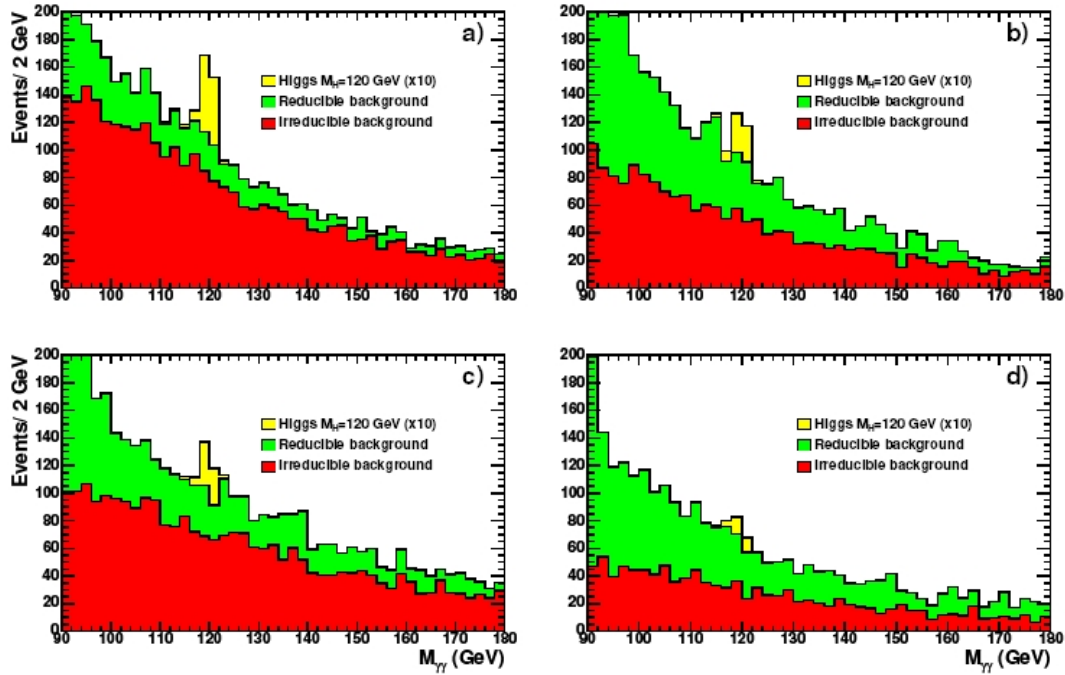 200
180
160
140
120
100
80
60
40
20
0
Events/ 2 GeV
a)
Higgs M_H=120 GeV (x10)
Reducible background
Irreducible background
90 100 110 120 130 140 150 160 170 180
200
180
160
140
120
100
80
60
40
20
0
b)
Higgs M_H=120 GeV (x10)
Reducible background
Irreducible background
90 100 110 120 130 140 150 160 170 180
200
180
160
140
120
100
80
60
40
20
0
Events/ 2 GeV
c)
Higgs M_H=120 GeV (x10)
Reducible background
Irreducible background
90 100 110 120 130 140 150 160 170 180
M_γγ (GeV)
200
180
160
140
120
100
80
60
40
20
0
d)
Higgs M_H=120 GeV (x10)
Reducible background
Irreducible background
90 100 110 120 130 140 150 160 170 180
M_γγ (GeV)